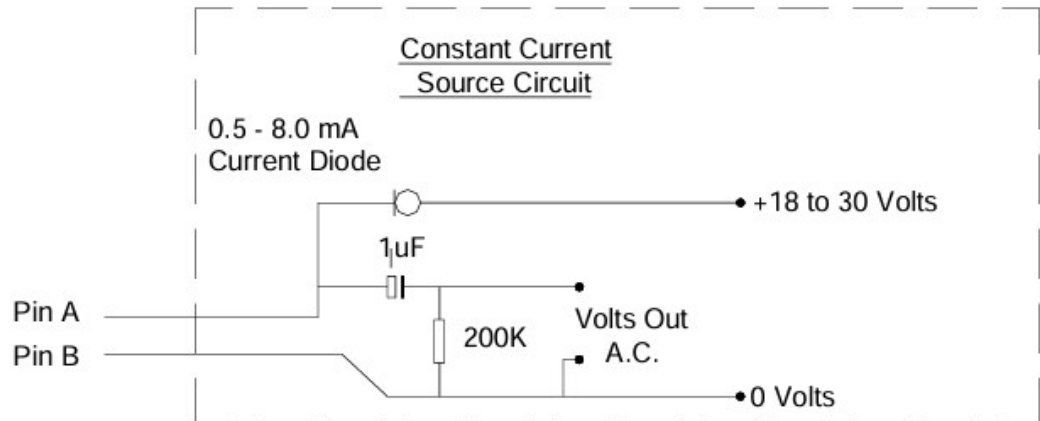 Constant Current
Source Circuit
0.5 - 8.0 mA
Current Diode
+18 to 30 Volts
1uF
Pin A
Pin B
200K
Volts Out
A.C.
0 Volts